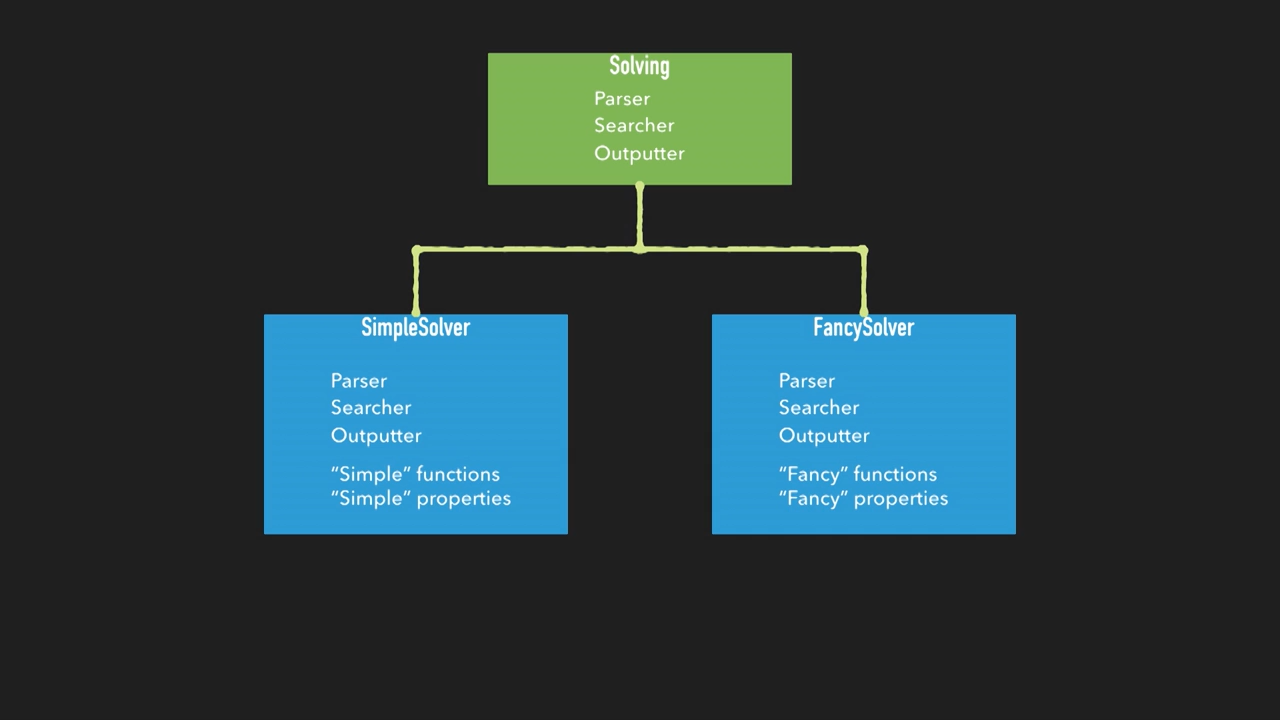 Solving
Parser
Searcher
Outputter
SimpleSolver
Parser
Searcher
Outputter
“Simple” functions
“Simple” properties
FancySolver
Parser
Searcher
Outputter
“Fancy” functions
“Fancy” properties